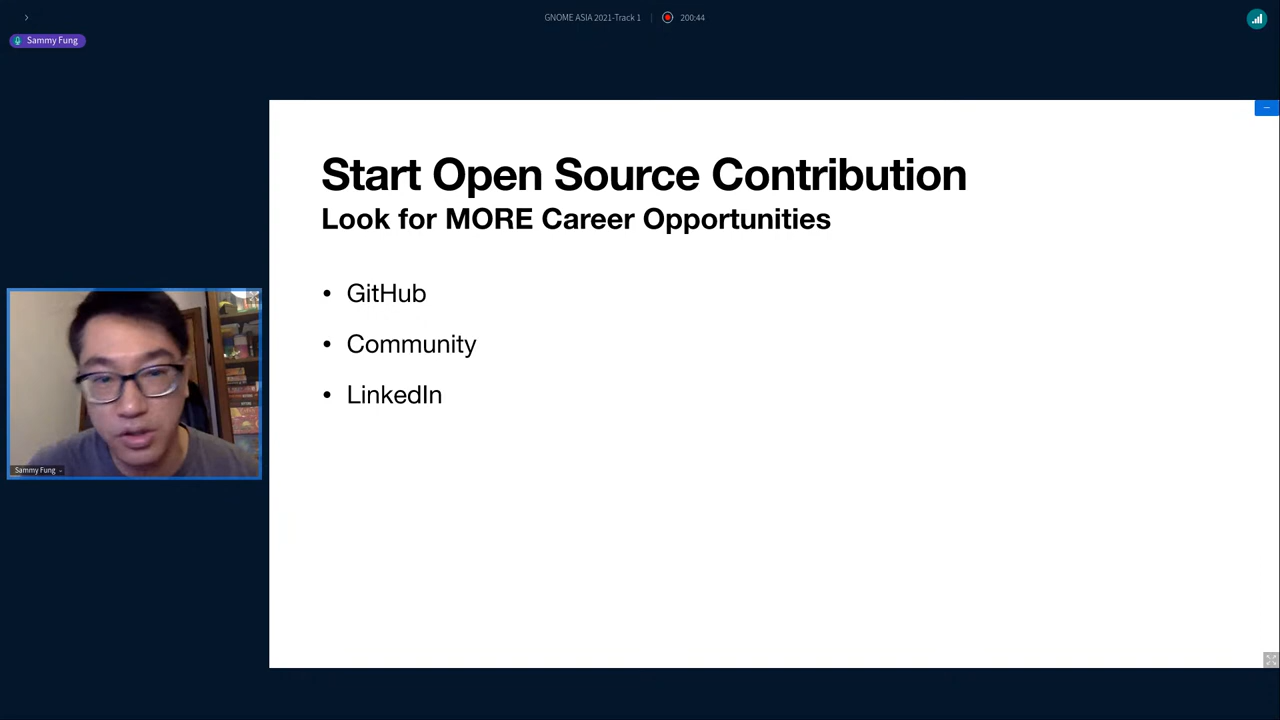 GNOME ASIA 2021-Track 1
200:44
Sammy Fung
Start Open Source Contribution
Look for MORE Career Opportunities
• GitHub
• Community
• LinkedIn
Sammy Fung